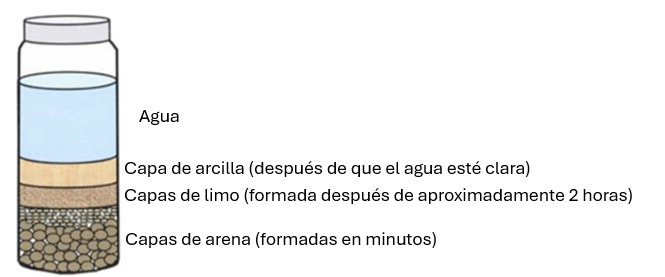 Agua
Capa de arcilla (después de que el agua esté clara)
Capas de limo (formada después de aproximadamente 2 horas)
Capas de arena (formadas en minutos)